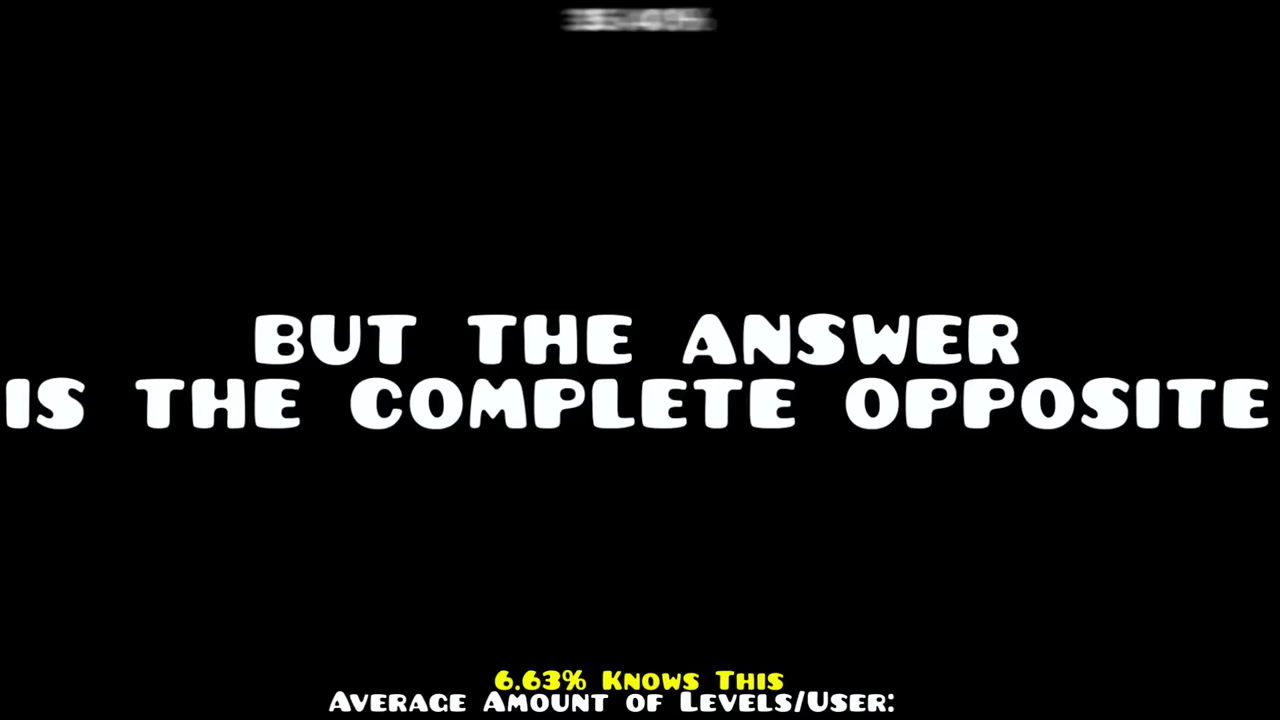 BUT THE ANSWER
IS THE COMPLETE OPPOSITE
6.63% Knows This
Average Amount of Levels/User: